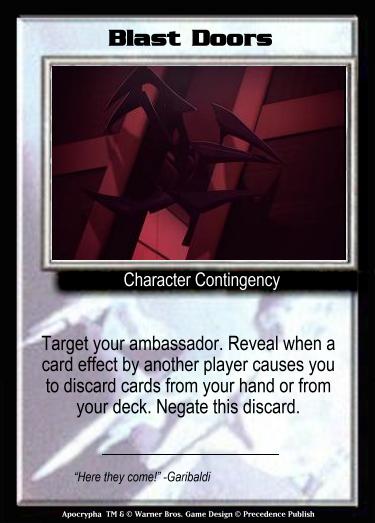 Blast Doors
Character Contingency
Target your ambassador. Reveal when a
card effect by another player causes you
to discard cards from your hand or from
your deck. Negate this discard.
“Here they come!” -Garibaldi
Apocrypha TM & © Warner Bros. Game Design © Precedence Publish